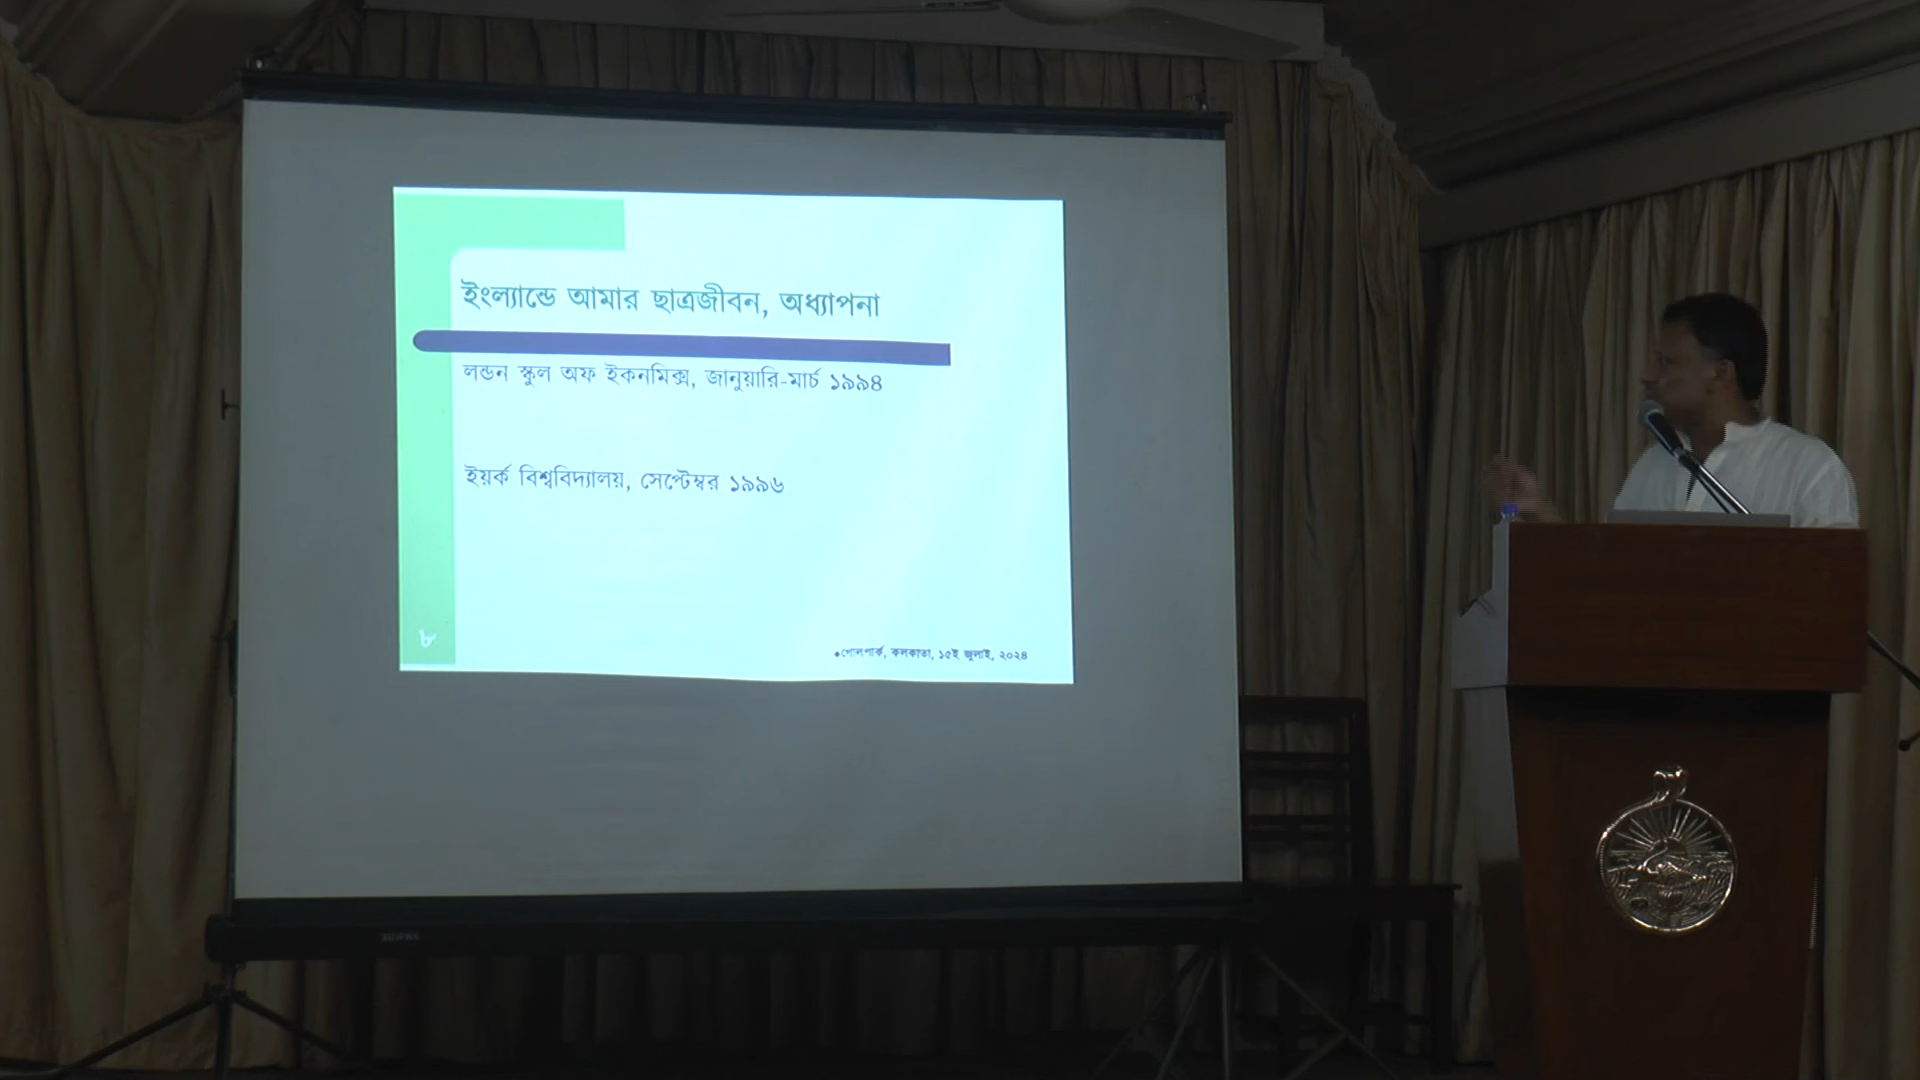 ইংল্যান্ডে আমার ছাত্রজীবন, অধ্যাপনা
লন্ডন স্কুল অফ ইকনমিক্স, জানুয়ারি-মার্চ ১৯৯৪
ইয়র্ক বিশ্ববিদ্যালয়, সেপ্টেম্বর ১৯৯৬
৮
•গোলপার্ক, কলকাতা, ১৫ই জুলাই, ২০২৪